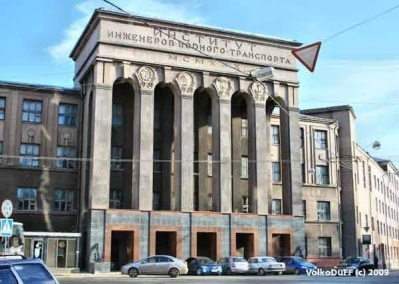 ИНСТИТУТ
ИНЖЕНЕРОВ·ВОДНОГО·ТРАНСПОРТА
VolkoDuFF (c) 2009